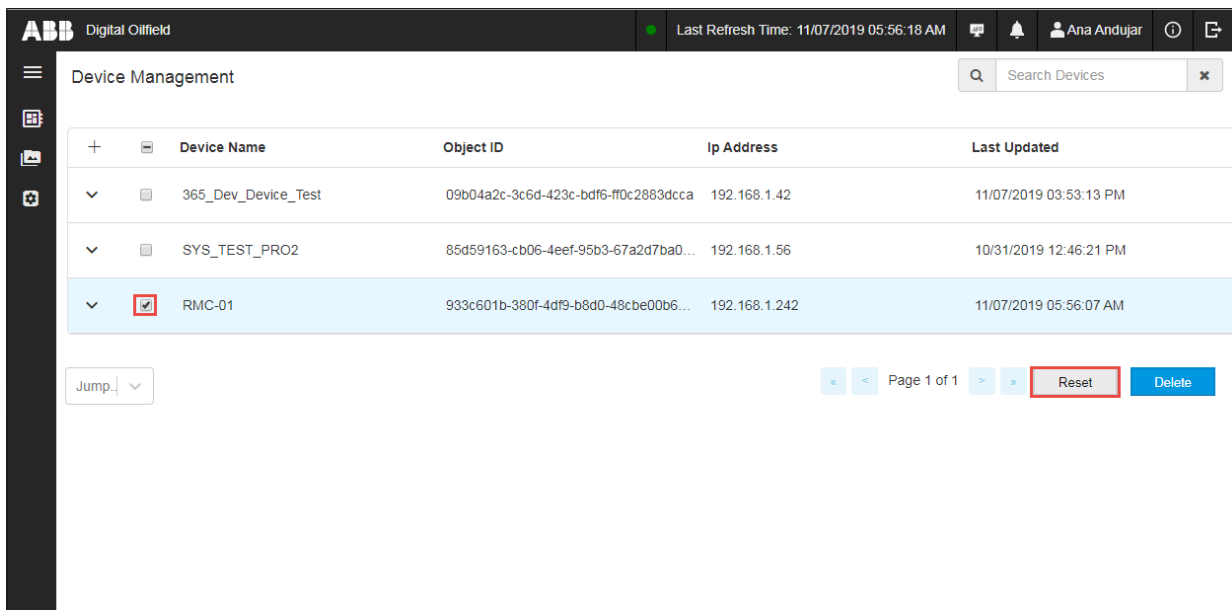 ABB Digital Oilfield Last Refresh Time: 11/07/2019 05:56:18 AM Ana Andujar
Device Management Search Devices
Device Name Object ID Ip Address Last Updated
365_Dev_Device_Test 09b04a2c-3c6d-423c-bdf6-ff0c2883dcca 192.168.1.42 11/07/2019 03:53:13 PM
SYS_TEST_PRO2 85d59163-cb06-4eef-95b3-67a2d7ba0... 192.168.1.56 10/31/2019 12:46:21 PM
RMC-01 933c601b-380f-4df9-b8d0-48cbe00b6... 192.168.1.242 11/07/2019 05:56:07 AM
Jump.. « < Page 1 of 1 > » Reset Delete